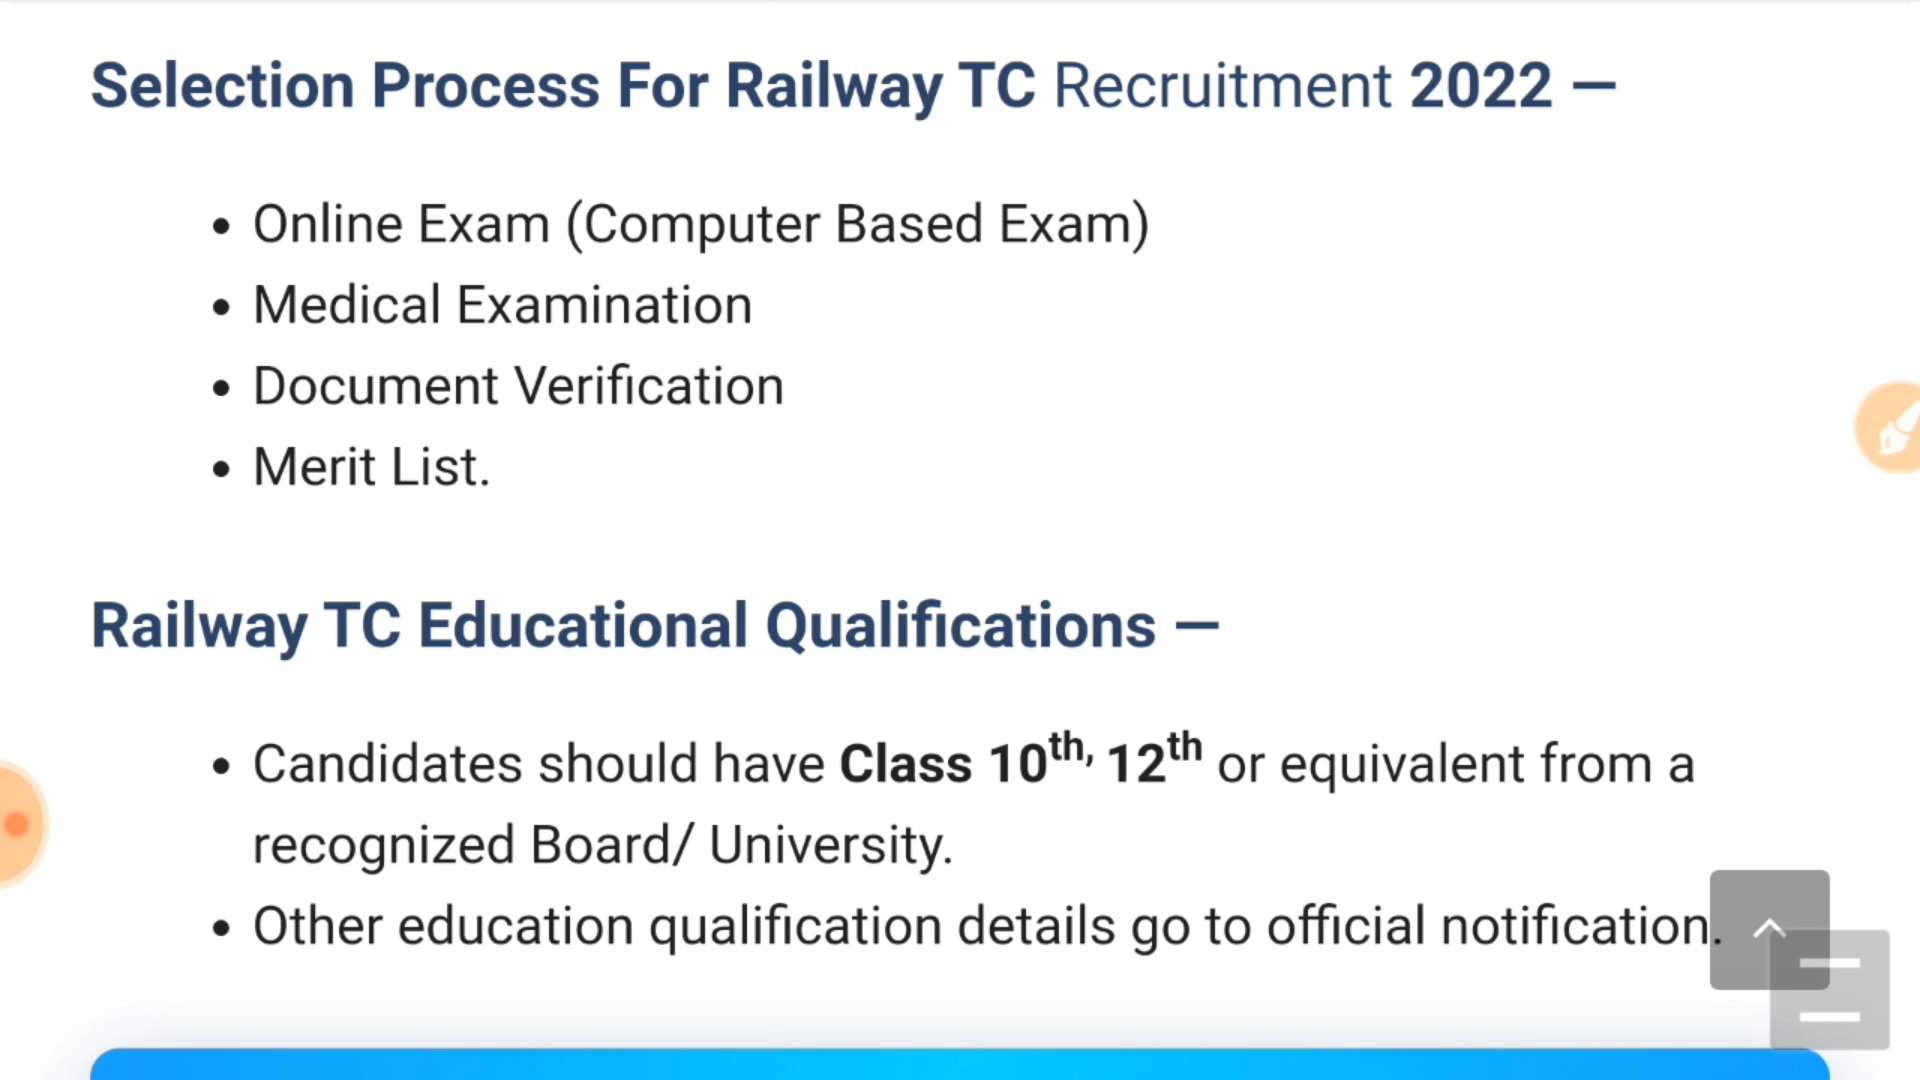 Selection Process For Railway TC Recruitment 2022 —
• Online Exam (Computer Based Exam)
• Medical Examination
• Document Verification
• Merit List.
Railway TC Educational Qualifications —
• Candidates should have Class 10th, 12th or equivalent from a
recognized Board/ University.
• Other education qualification details go to official notification.